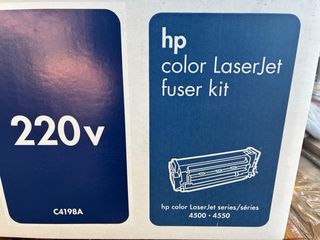 hp
color LaserJet
fuser kit
220v
C4198A
hp color LaserJet series/séries
4500 - 4550